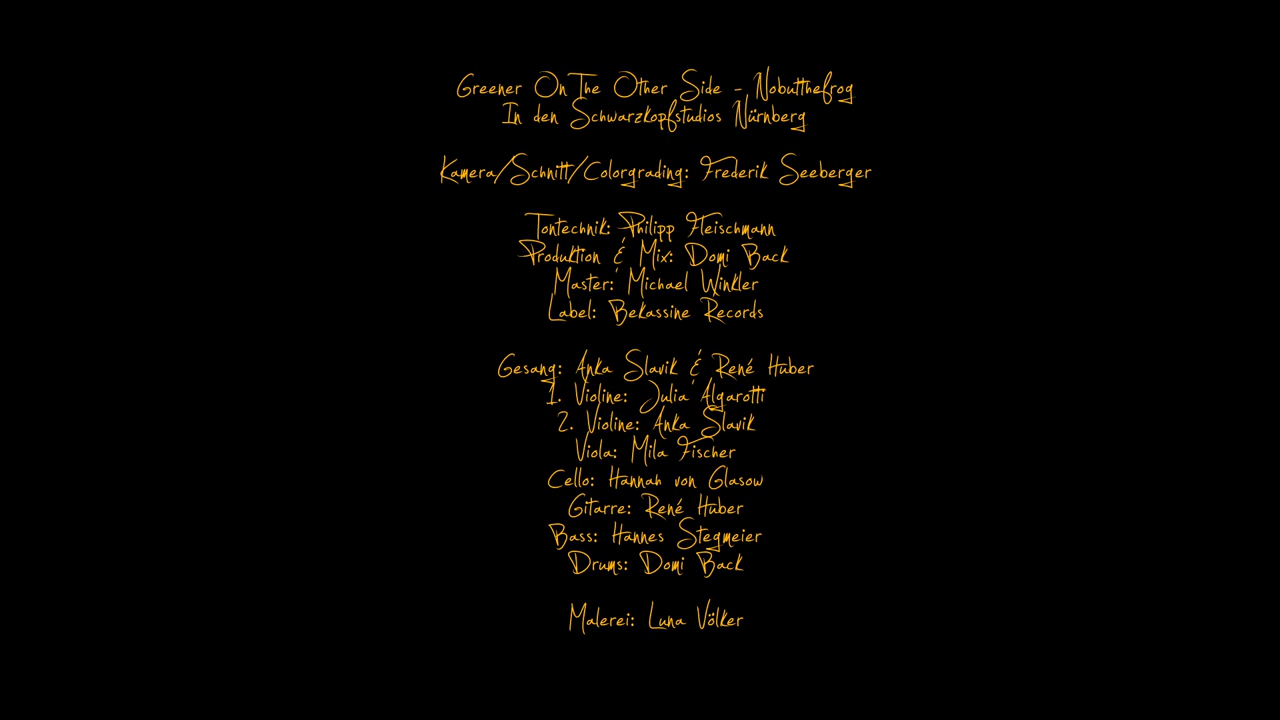 Greener On The Other Side - Nobutthefrog
In den Schwarzkopfstudios Nürnberg
Kamera/Schnitt/Colorgrading: Frederik Seeberger
Tontechnik: Philipp Fleischmann
Produktion & Mix: Domi Back
Master: Michael Winkler
Label: Bekassine Records
Gesang: Anka Slavik & René Huber
1. Violine: Julia Algarotti
2. Violine: Anka Slavik
Viola: Mila Fischer
Cello: Hannah von Glasow
Gitarre: René Huber
Bass: Hannes Stegmeier
Drums: Domi Back
Malerei: Luna Völker